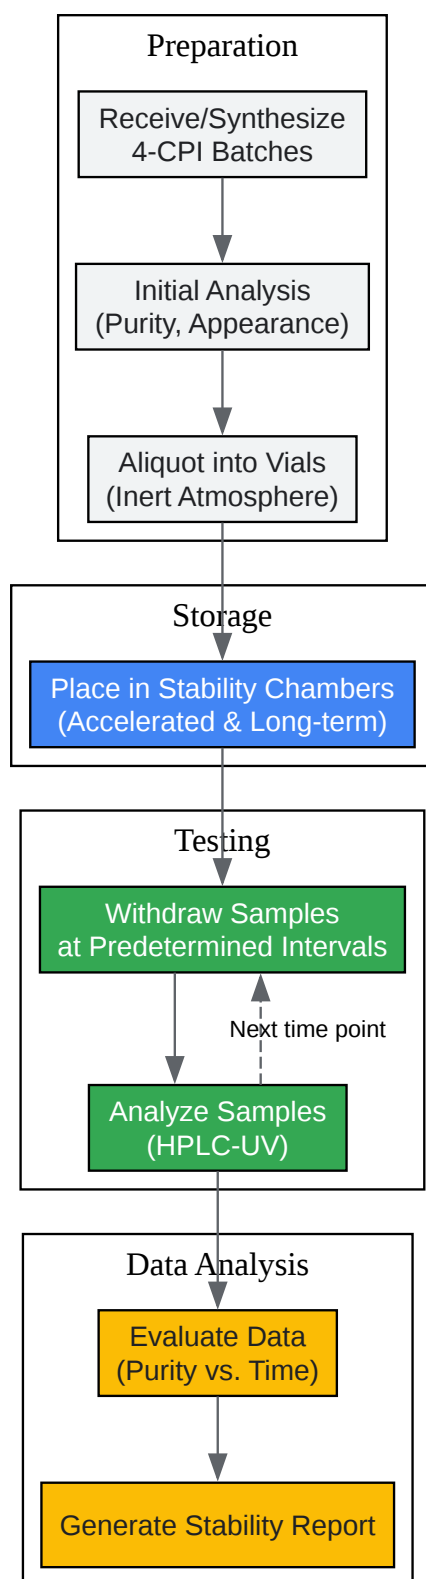 Preparation
Receive/Synthesize
4-CPI Batches
Initial Analysis
(Purity, Appearance)
Aliquot into Vials
(Inert Atmosphere)
Storage
Place in Stability Chambers
(Accelerated & Long-term)
Testing
Withdraw Samples
at Predetermined Intervals
Next time point
Analyze Samples
(HPLC-UV)
Data Analysis
Evaluate Data
(Purity vs. Time)
Generate Stability Report